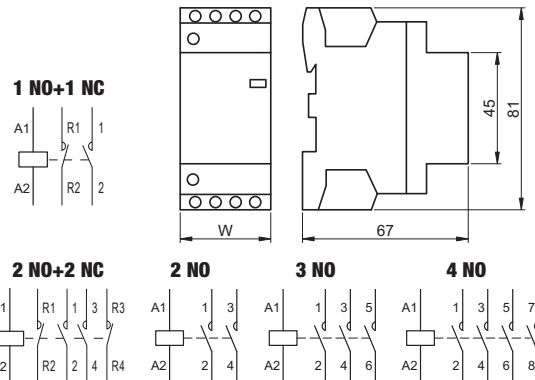 1 NO+1 NC
A1 R1 1
A2 R2 2
45
81
W
67
2 NO+2 NC
2 NO
3 NO
4 NO
1 R1 1 3 R3
2 R2 2 4 R4
A1 1 3
A2 2 4
A1 1 3 5
A2 2 4 6
A1 1 3 5 7
A2 2 4 6 8